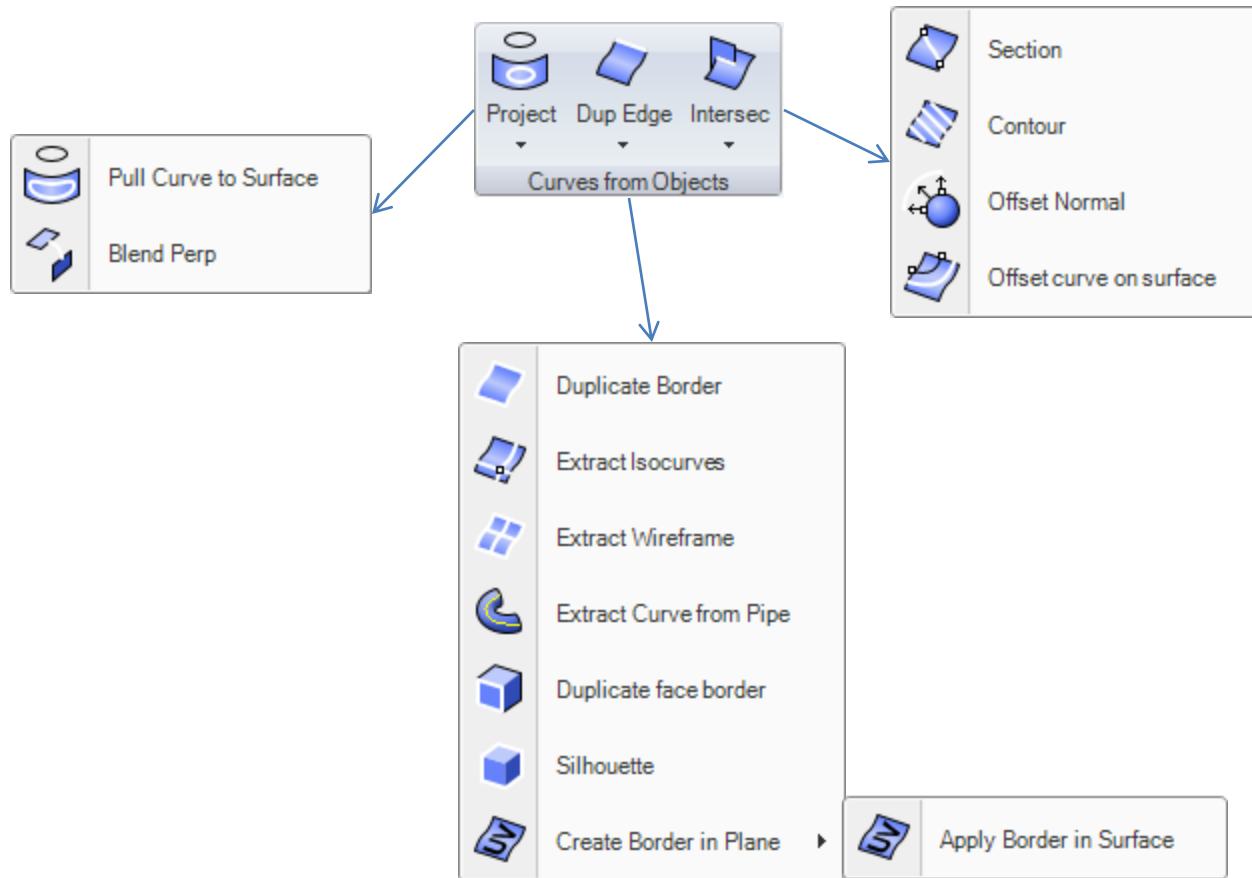 Project Dup Edge Intersec
Curves from Objects
Pull Curve to Surface
Blend Perp
Section
Contour
Offset Normal
Offset curve on surface
Duplicate Border
Extract Isocurves
Extract Wireframe
Extract Curve from Pipe
Duplicate face border
Silhouette
Create Border in Plane
UV
Apply Border in Surface
UV